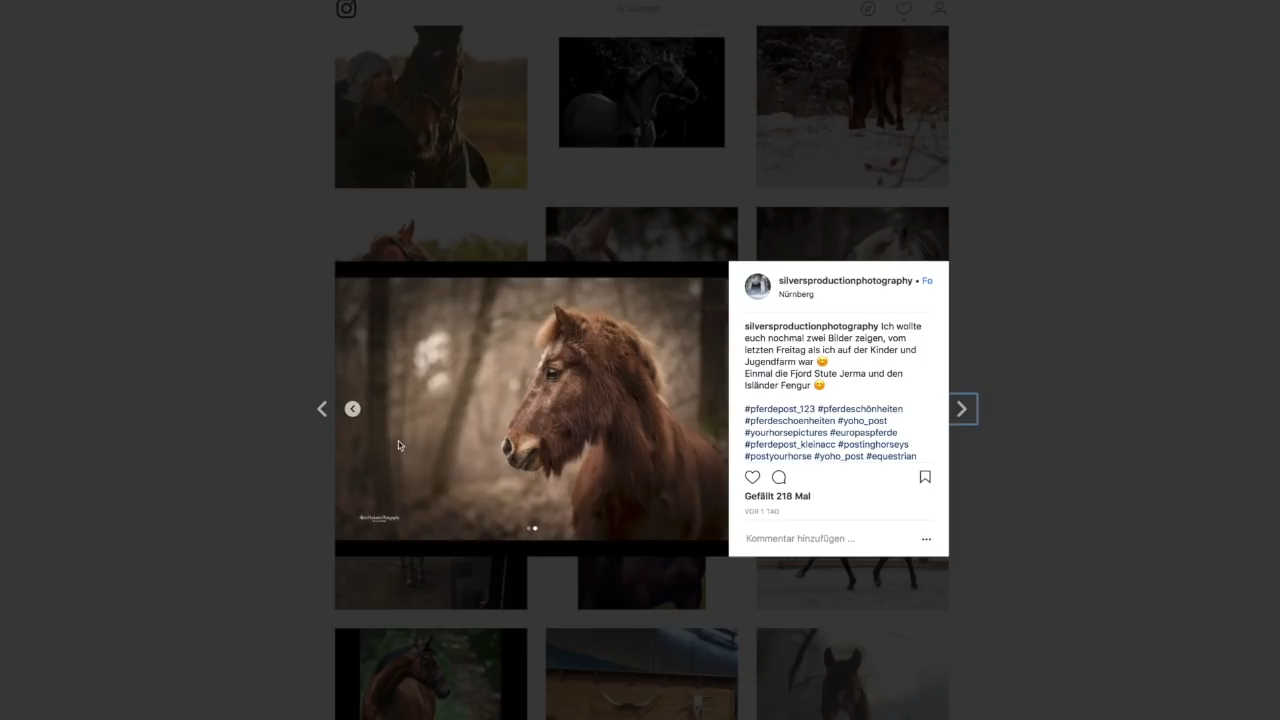 silversproductionphotography • Fo
Nürnberg
silversproductionphotography Ich wollte
euch nochmal zwei Bilder zeigen, vom
letzten Freitag als ich auf der Kinder und
Jugendfarm war 😊
Einmal die Fjord Stute Jerma und den
Isländer Fengur 😊
#pferdepost_123 #pferdeschönheiten
#pferdeschoenheiten #yoho_post
#yourhorsepictures #europaspferde
#pferdepost_kleinacc #postinghorseys
#postyourhorse #yoho_post #equestrian
Gefällt 218 Mal
VOR 1 TAG
Kommentar hinzufügen ...